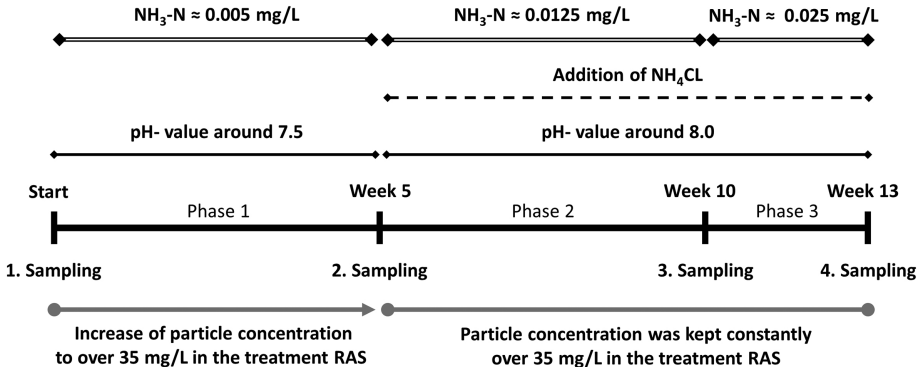 NH₃-N ≈ 0.005 mg/L
NH₃-N ≈ 0.0125 mg/L
NH₃-N ≈ 0.025 mg/L
Addition of NH₄CL
pH- value around 7.5
pH- value around 8.0
Start
Week 5
Week 10
Week 13
Phase 1
Phase 2
Phase 3
1. Sampling
2. Sampling
3. Sampling
4. Sampling
Increase of particle concentration
to over 35 mg/L in the treatment RAS
Particle concentration was kept constantly
over 35 mg/L in the treatment RAS